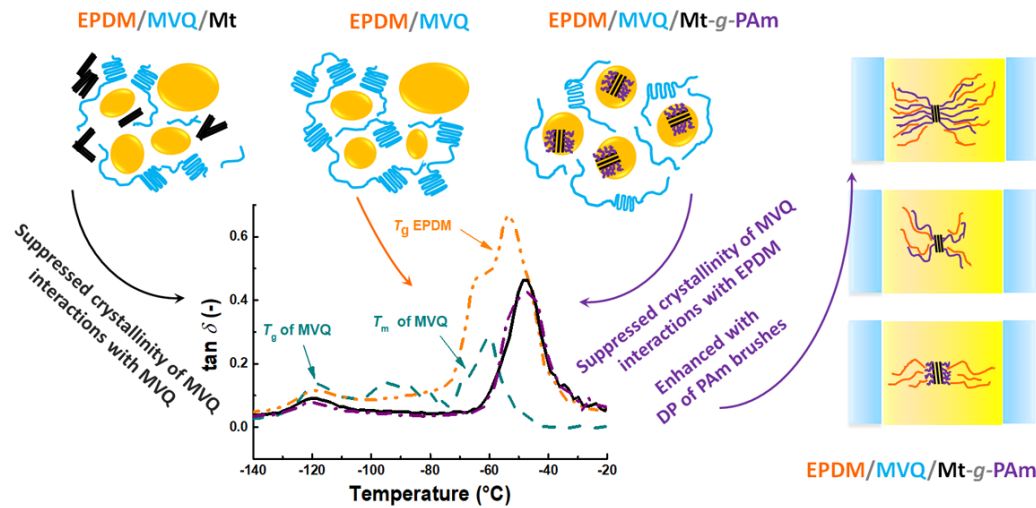 EPDM/MVQ/Mt
EPDM/MVQ
EPDM/MVQ/Mt-g-PAm
Suppressed crystallinity of MVQ
interactions with MVQ
Tg EPDM
Tg of MVQ
Tm of MVQ
tan δ (-)
0.6
0.4
0.2
0.0
-140
-120
-100
-80
-60
-40
-20
Temperature (°C)
Suppressed crystallinity of MVQ
interactions with EPDM
Enhanced with
DP of PAm brushes
EPDM/MVQ/Mt-g-PAm